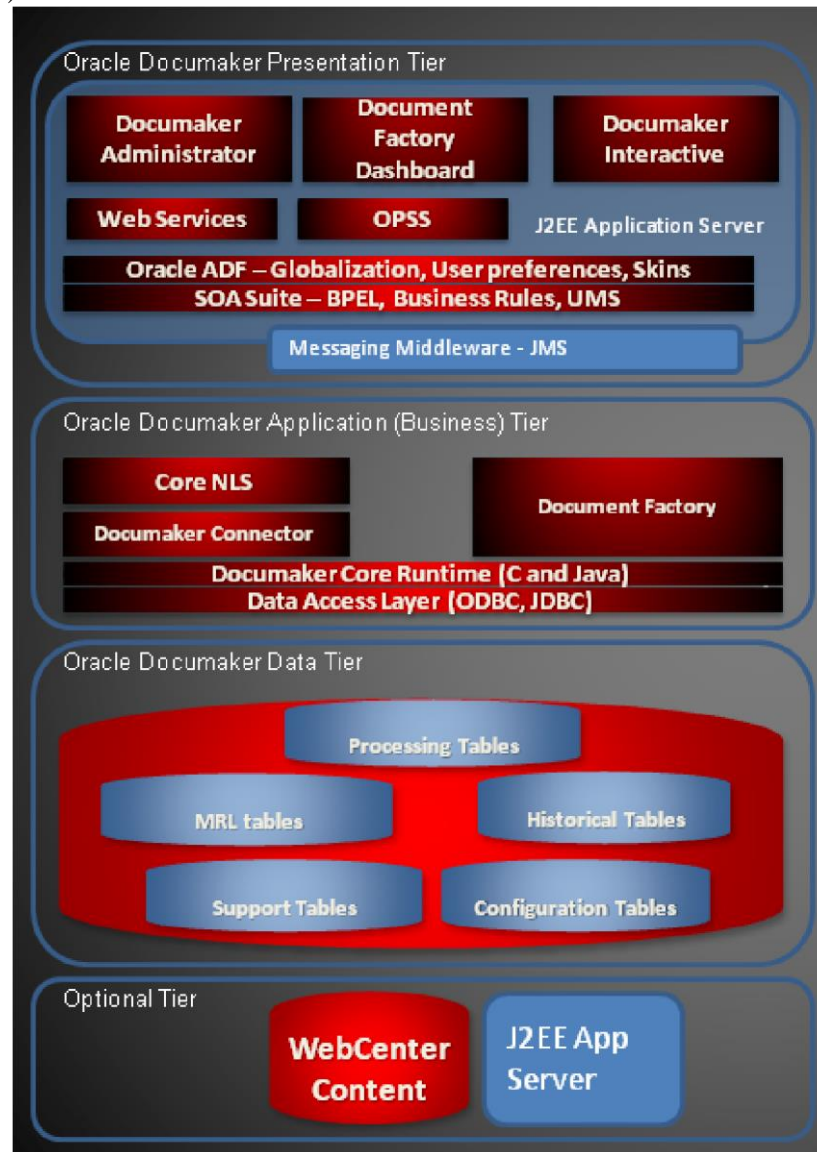 )
Oracle Documaker Presentation Tier
Documaker
Administrator
Document
Factory
Dashboard
Documaker
Interactive
Web Services
OPSS
J2EE Application Server
Oracle ADF – Globalization, User preferences, Skins
SOA Suite – BPEL, Business Rules, UMS
Messaging Middleware - JMS
Oracle Documaker Application (Business) Tier
Core NLS
Documaker Connector
Document Factory
Documaker Core Runtime (C and Java)
Data Access Layer (ODBC, JDBC)
Oracle Documaker Data Tier
Processing Tables
MRL tables
Historical Tables
Support Tables
Configuration Tables
Optional Tier
WebCenter
Content
J2EE App
Server